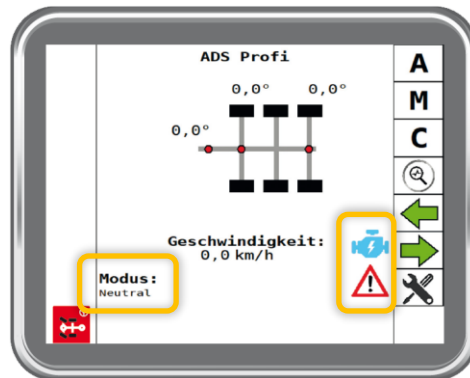 ADS Profi
0,0° 0,0°
0,0°
Geschwindigkeit:
0,0 km/h
Modus:
Neutral
A
M
C